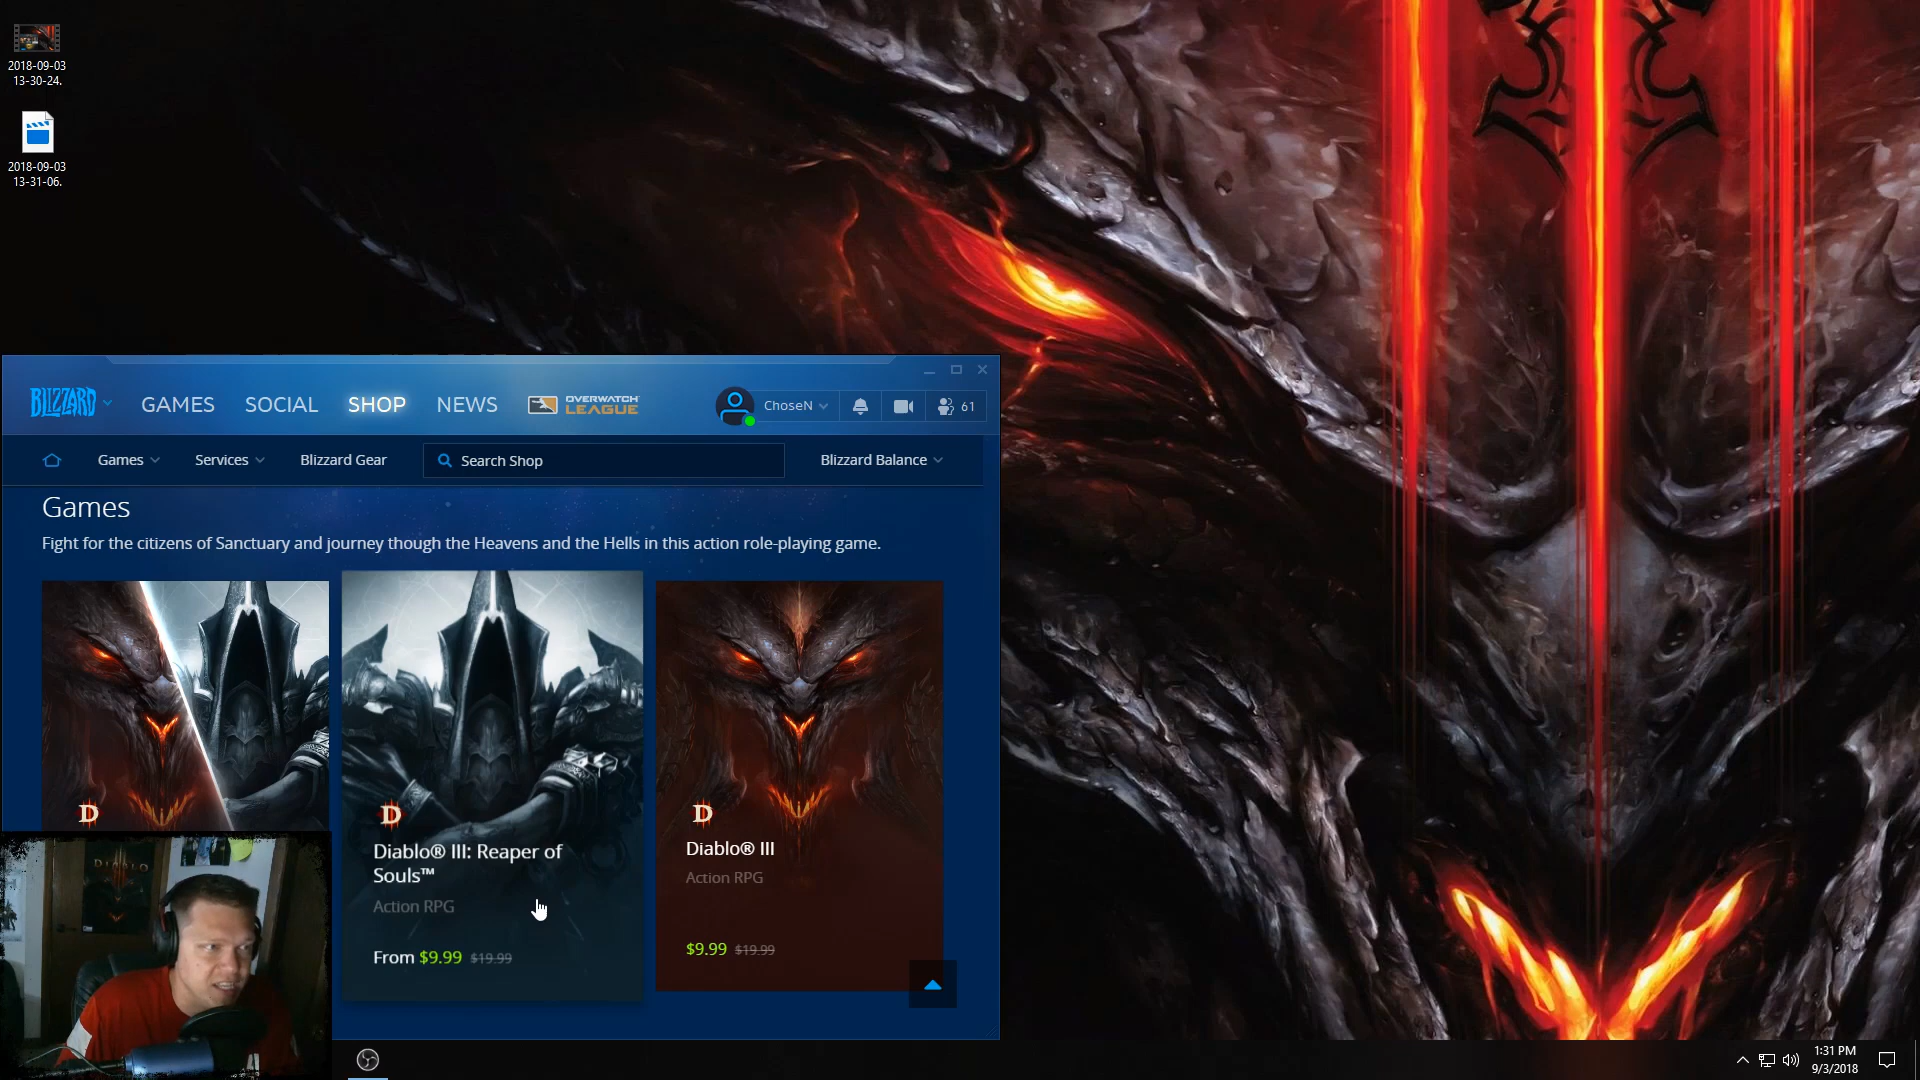 2018-09-03
13-30-24.
2018-09-03
13-31-06.
BLIZZARD
GAMES
SOCIAL
SHOP
NEWS
OVERWATCH
LEAGUE
ChoseN
61
Games
Services
Blizzard Gear
Search Shop
Blizzard Balance
Games
Fight for the citizens of Sanctuary and journey though the Heavens and the Hells in this action role-playing game.
D
D
Diablo® III: Reaper of
Souls™
Action RPG
From $9.99 $19.99
D
Diablo® III
Action RPG
$9.99 $19.99
DIABLO
1:31 PM
9/3/2018